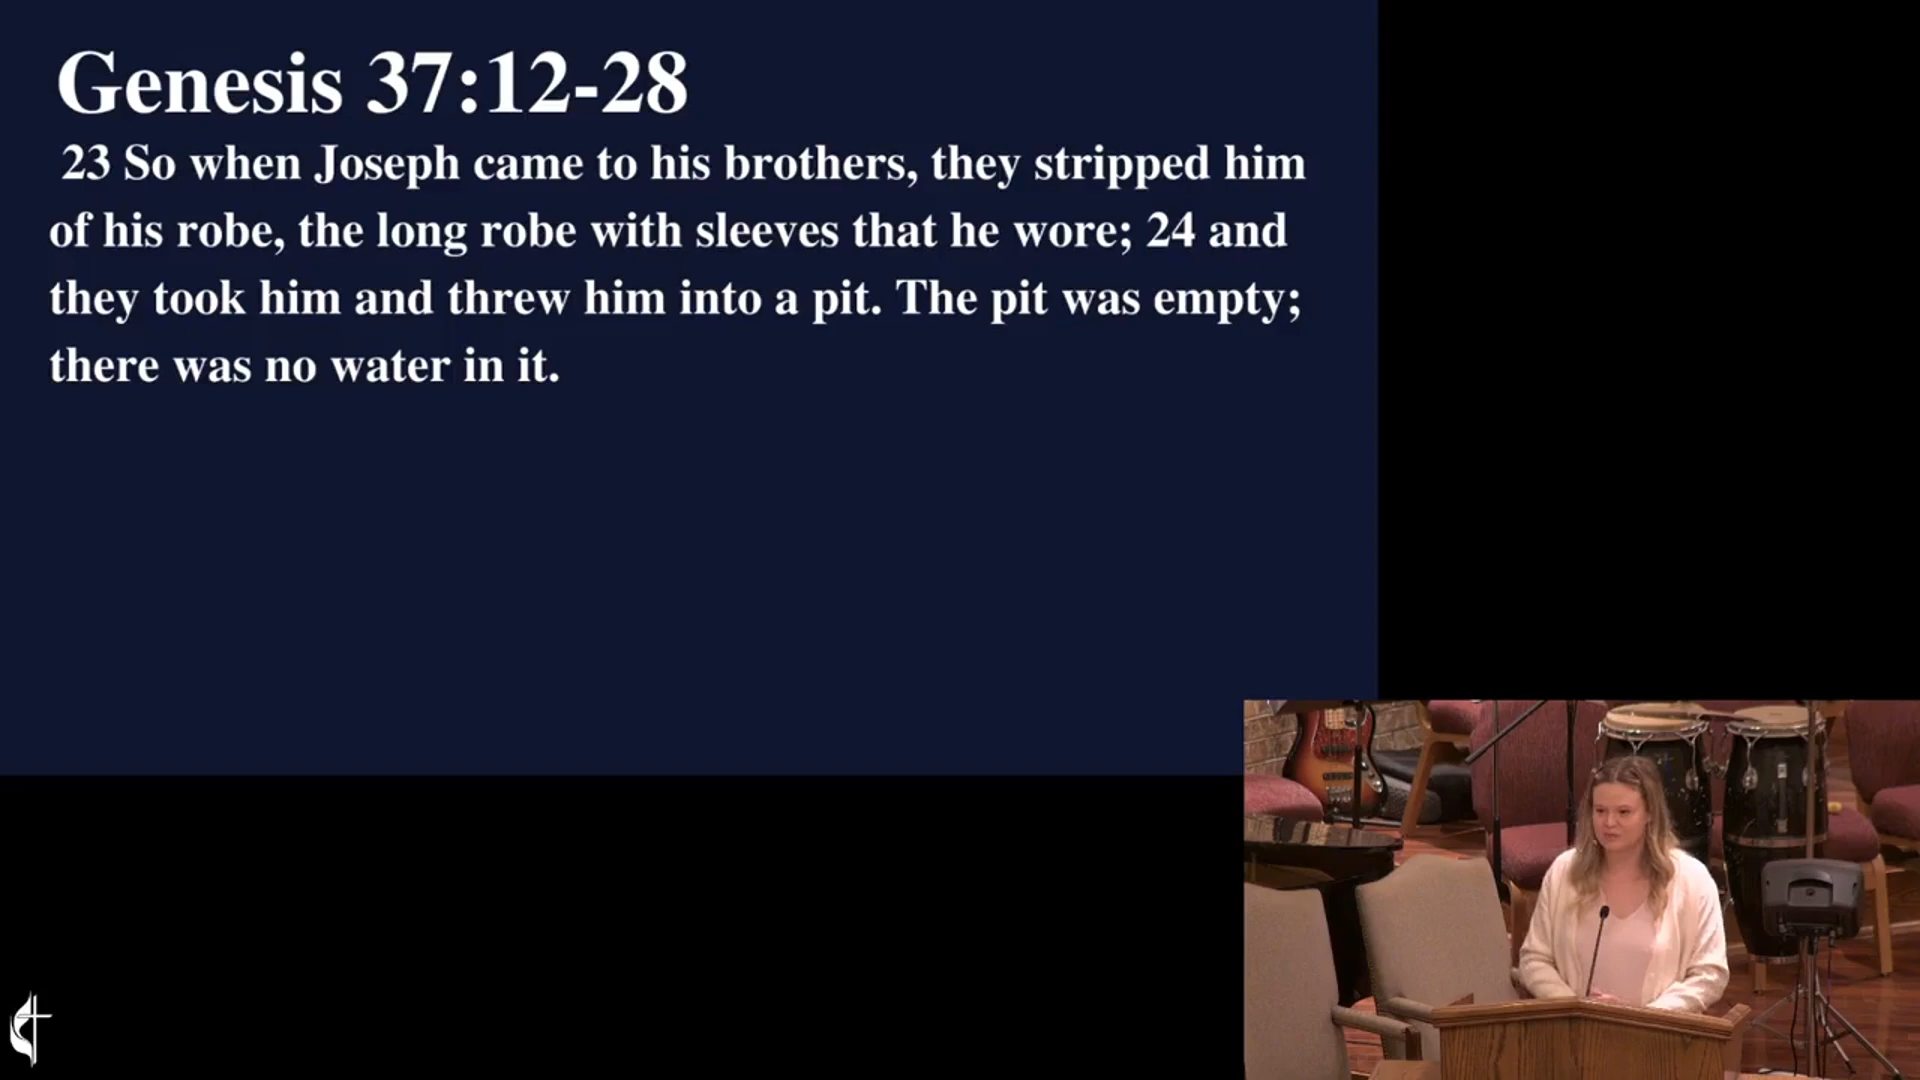 Genesis 37:12-28
23 So when Joseph came to his brothers, they stripped him
of his robe, the long robe with sleeves that he wore; 24 and
they took him and threw him into a pit. The pit was empty;
there was no water in it.